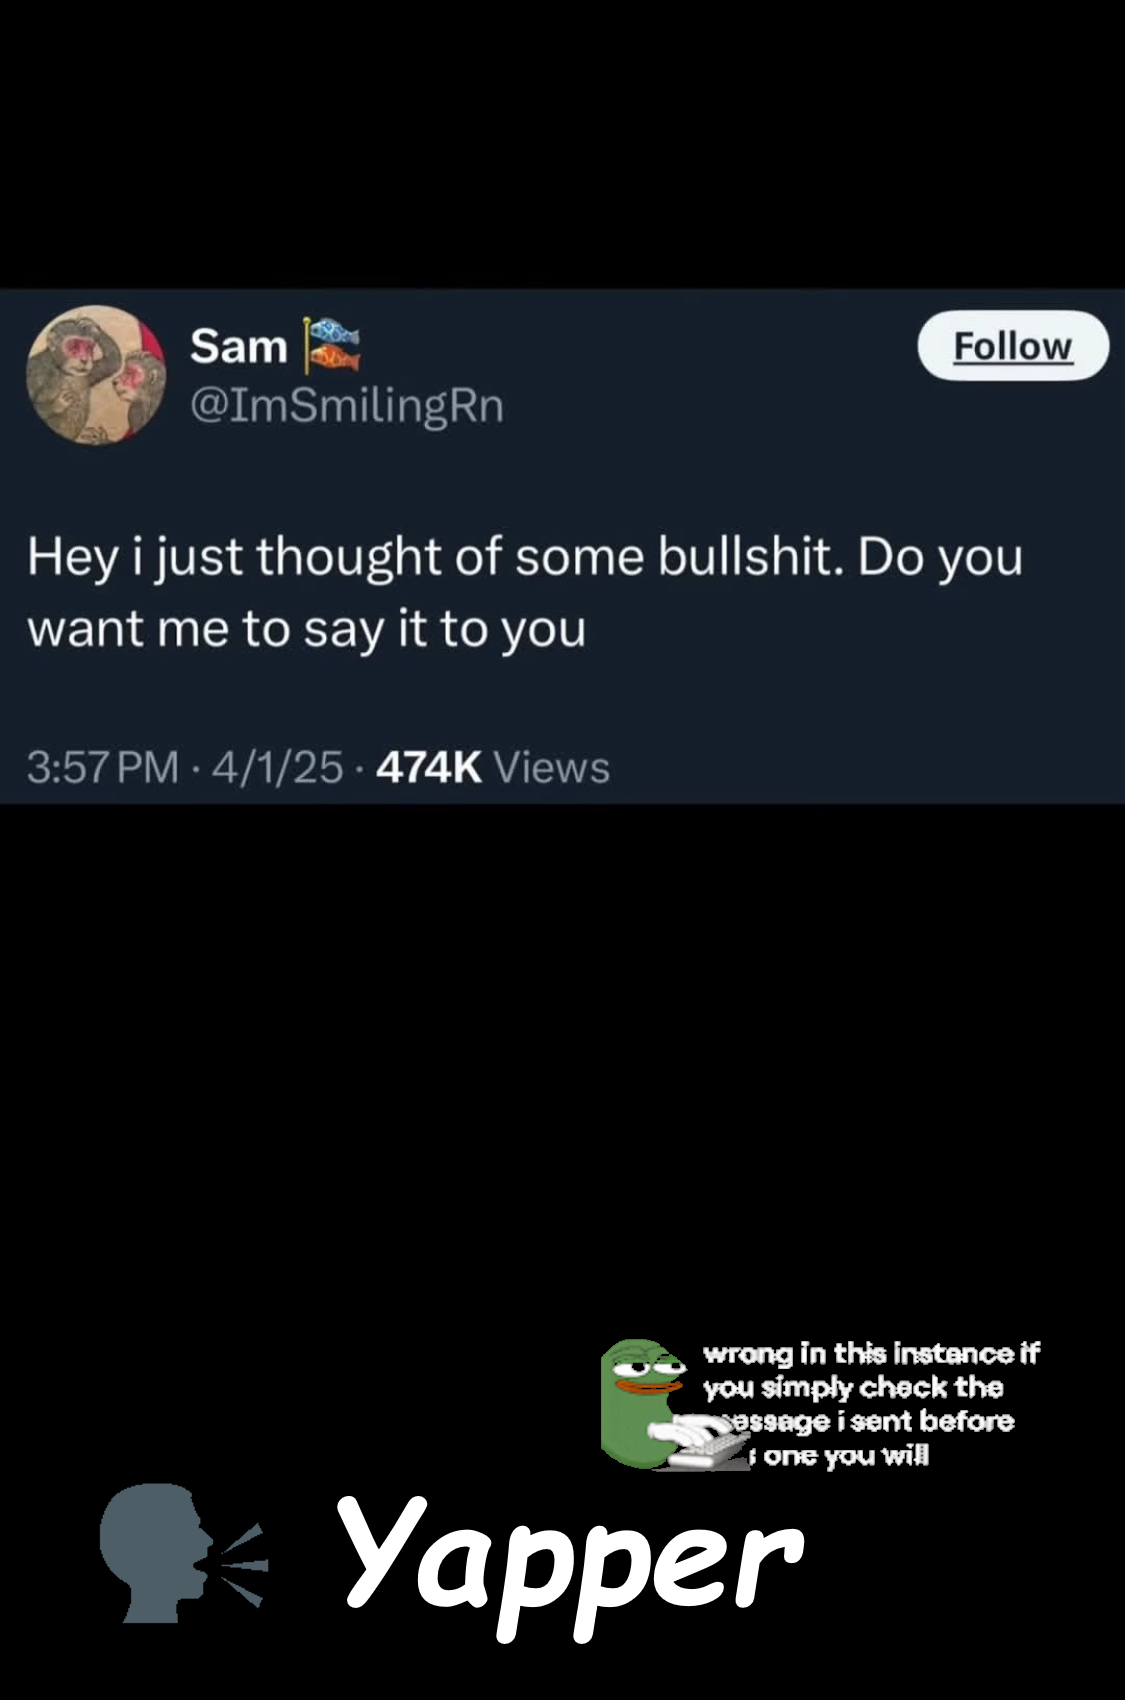 Sam
@ImSmilingRn
Follow
Hey i just thought of some bullshit. Do you
want me to say it to you
3:57 PM · 4/1/25 · 474K Views
wrong in this instance if
you simply check the
essage i sent before
one you will
Yapper